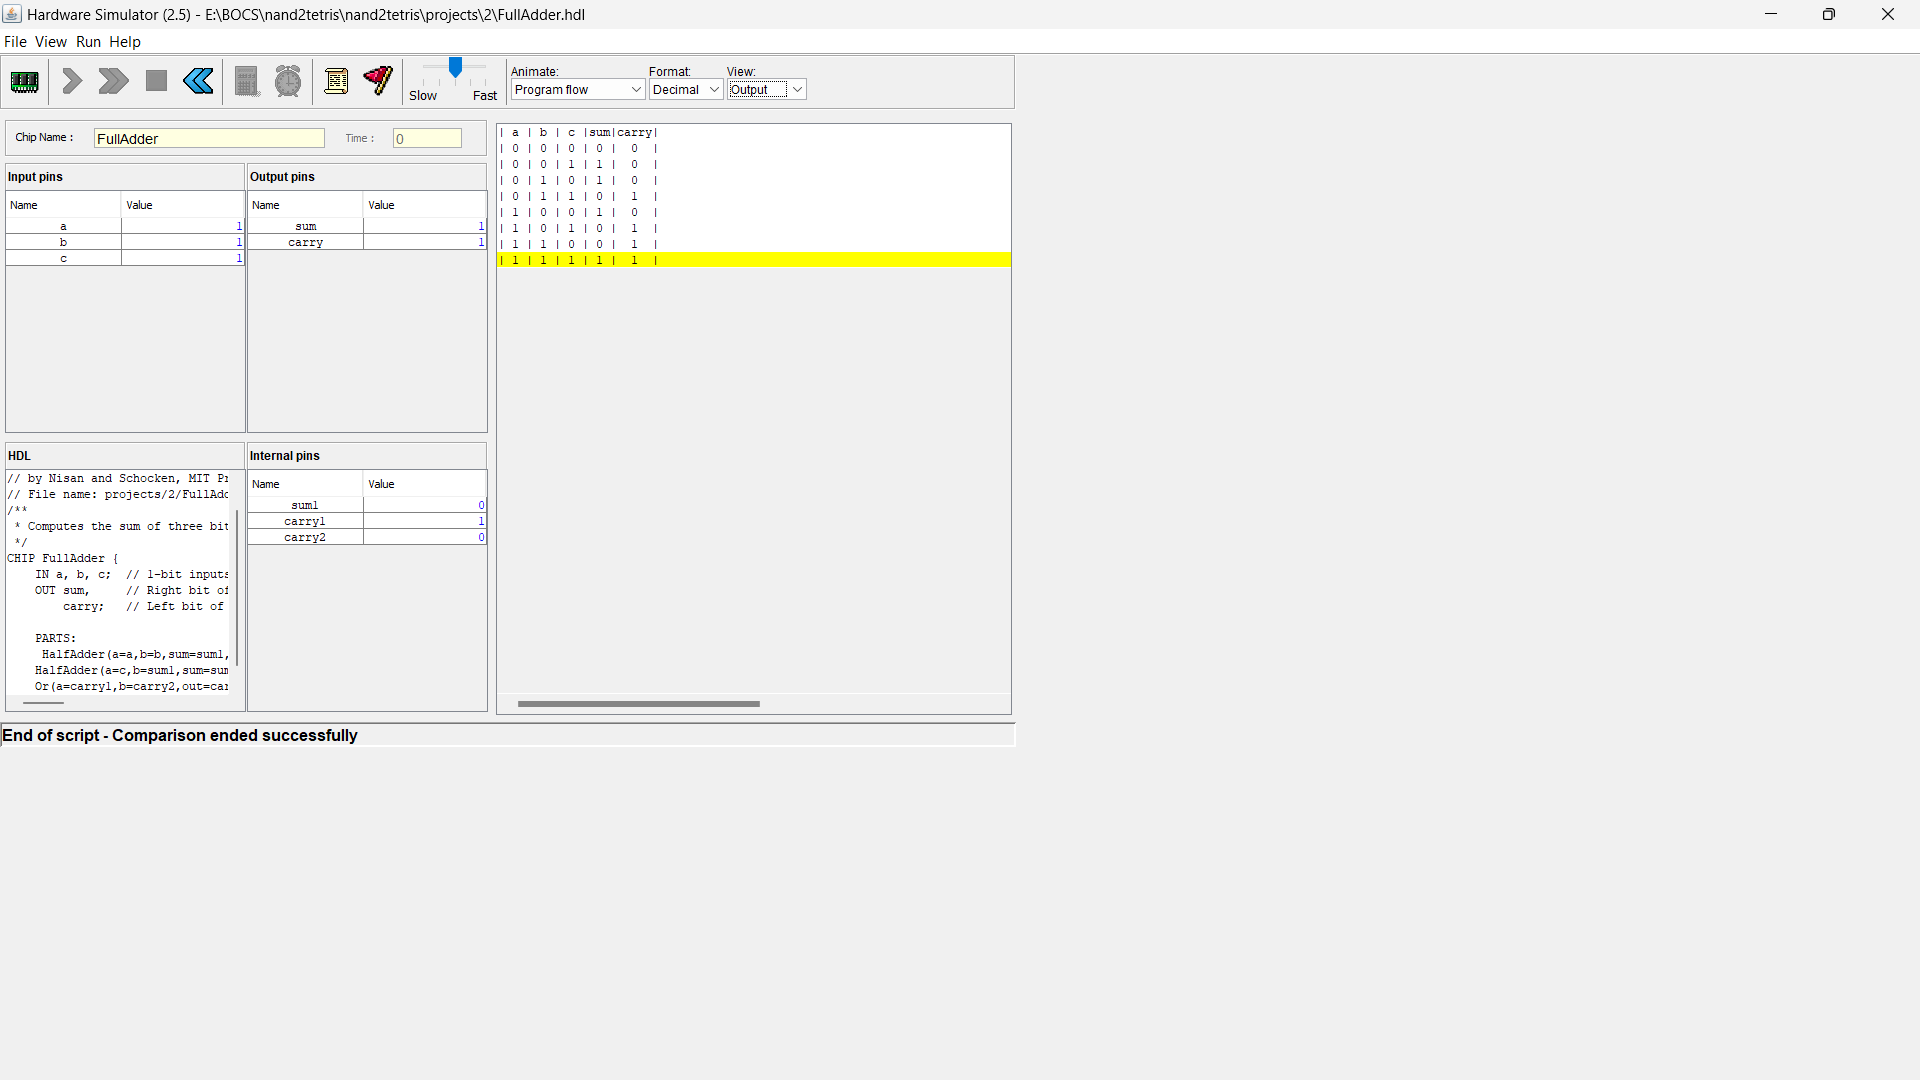 Hardware Simulator (2.5) - E:\BOCS\nand2tetris\nand2tetris\projects\2\FullAdder.hdl
File View Run Help
Slow Fast
Animate:
Program flow
Format:
Decimal
View:
Output
Chip Name : FullAdder Time : 0
Input pins
Name Value
a 1
b 1
c 1
Output pins
Name Value
sum 1
carry 1
HDL
// by Nisan and Schocken, MIT Pr
// File name: projects/2/FullAdd
/**
* Computes the sum of three bit
*/
CHIP FullAdder {
IN a, b, c; // 1-bit inputs
OUT sum, // Right bit of
carry; // Left bit of
PARTS:
HalfAdder(a=a,b=b,sum=sum1,
HalfAdder(a=c,b=sum1,sum=sum
Or(a=carry1,b=carry2,out=car
Internal pins
Name Value
sum1 0
carry1 1
carry2 0
| a | b | c |sum|carry|
| 0 | 0 | 0 | 0 | 0 |
| 0 | 0 | 1 | 1 | 0 |
| 0 | 1 | 0 | 1 | 0 |
| 0 | 1 | 1 | 0 | 1 |
| 1 | 0 | 0 | 1 | 0 |
| 1 | 0 | 1 | 0 | 1 |
| 1 | 1 | 0 | 0 | 1 |
| 1 | 1 | 1 | 1 | 1 |
End of script - Comparison ended successfully